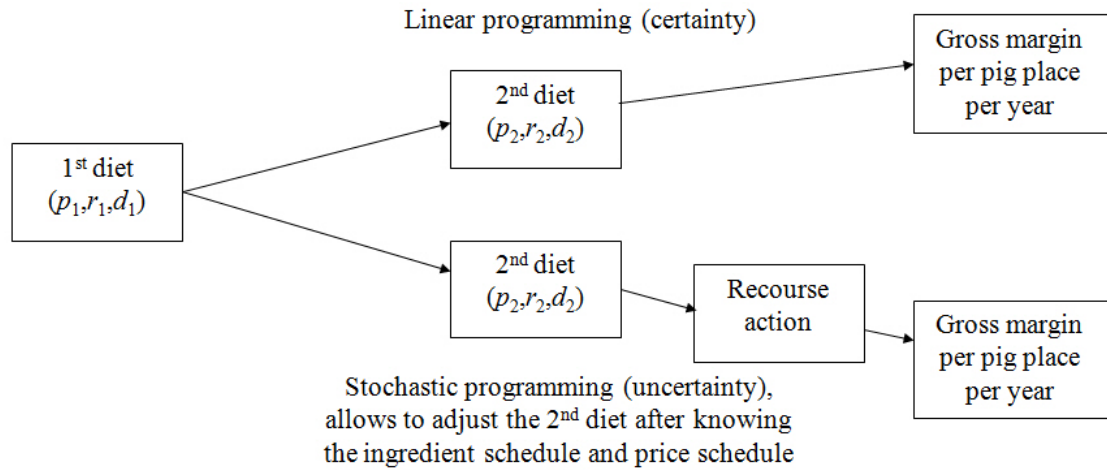 Linear programming (certainty)
Gross margin
per pig place
per year
2nd diet
(p2,r2,d2)
1st diet
(p1,r1,d1)
2nd diet
(p2,r2,d2)
Recourse
action
Gross margin
per pig place
per year
Stochastic programming (uncertainty),
allows to adjust the 2nd diet after knowing
the ingredient schedule and price schedule